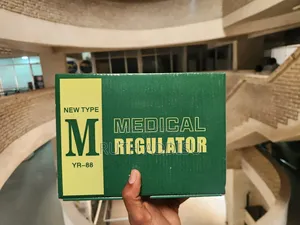 NEW TYPE
M
YR-88
MEDICAL
REGULATOR